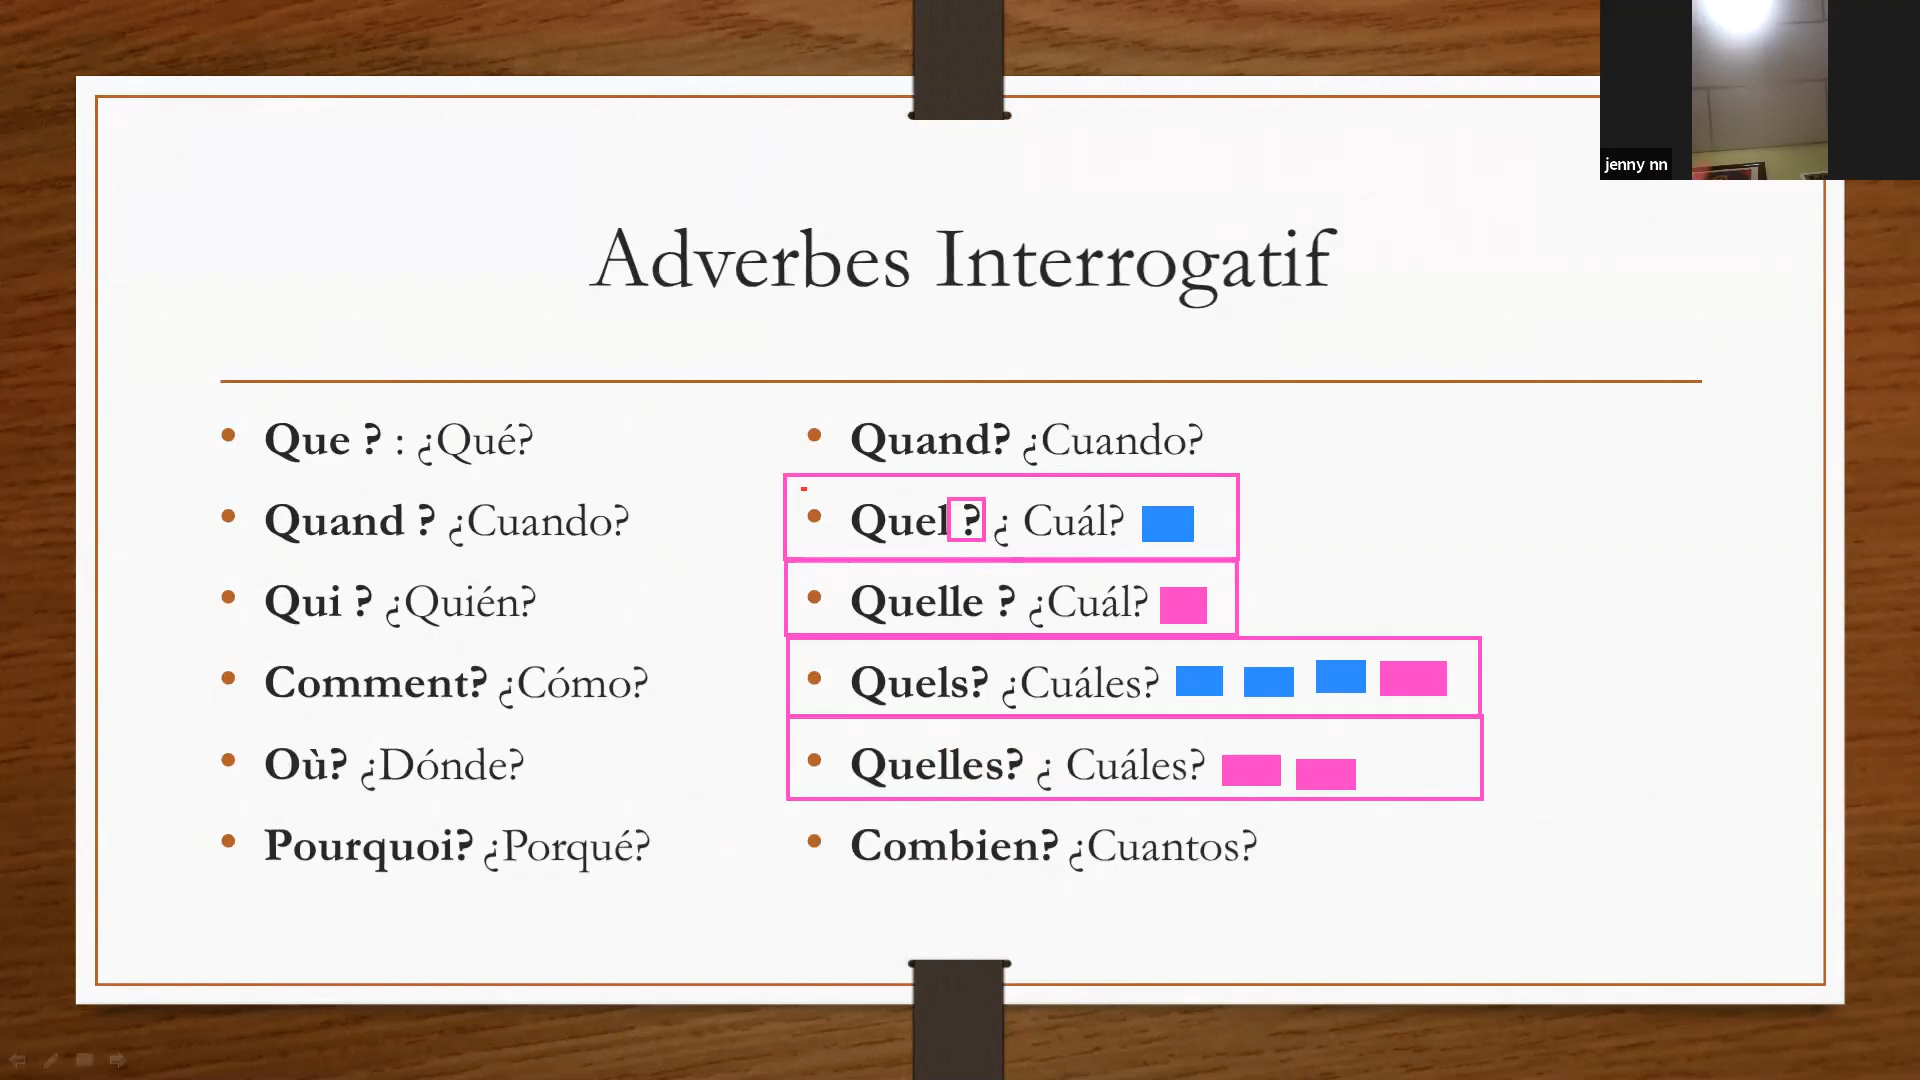 jenny nn
Adverbes Interrogatif
• Que ? : ¿Qué?
• Quand ? ¿Cuando?
• Qui ? ¿Quién?
• Comment? ¿Cómo?
• Où? ¿Dónde?
• Pourquoi? ¿Porqué?
• Quand? ¿Cuando?
• Quel ? ¿ Cuál?
• Quelle ? ¿Cuál?
• Quels? ¿Cuáles?
• Quelles? ¿ Cuáles?
• Combien? ¿Cuantos?